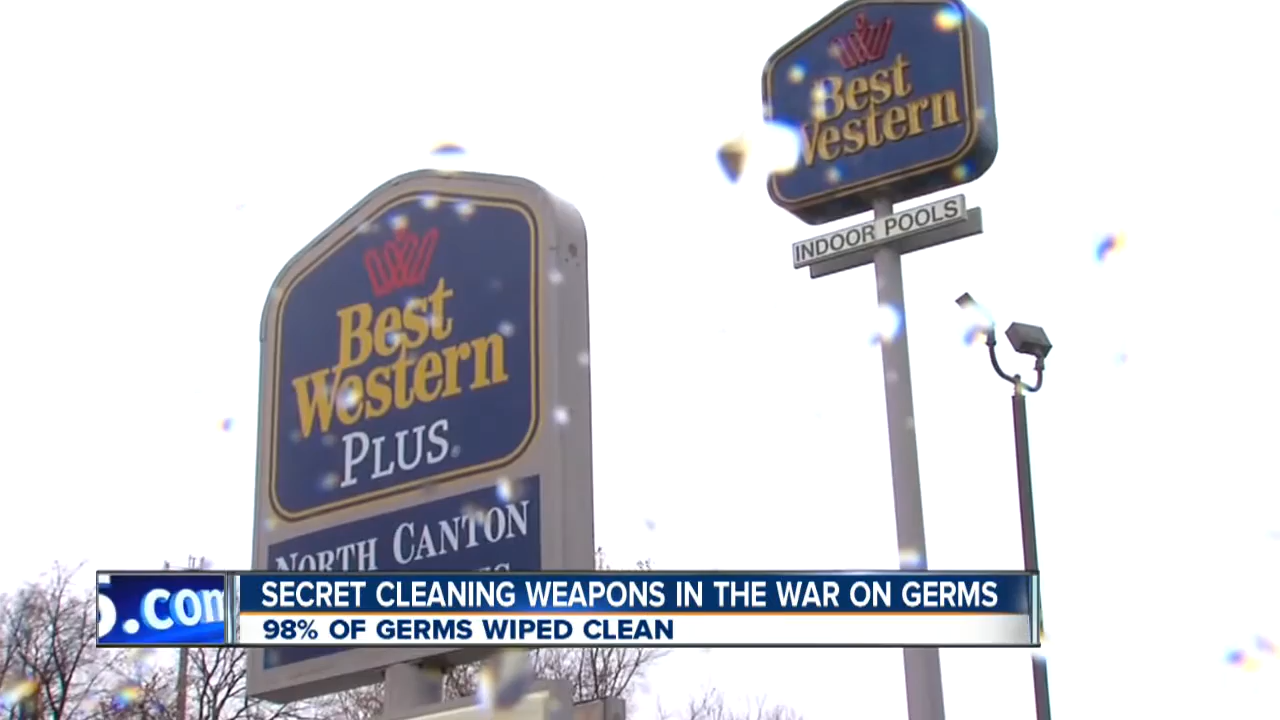 Best
Western
INDOOR POOLS
Best
Western
PLUS
NORTH CANTON
.com
SECRET CLEANING WEAPONS IN THE WAR ON GERMS
98% OF GERMS WIPED CLEAN